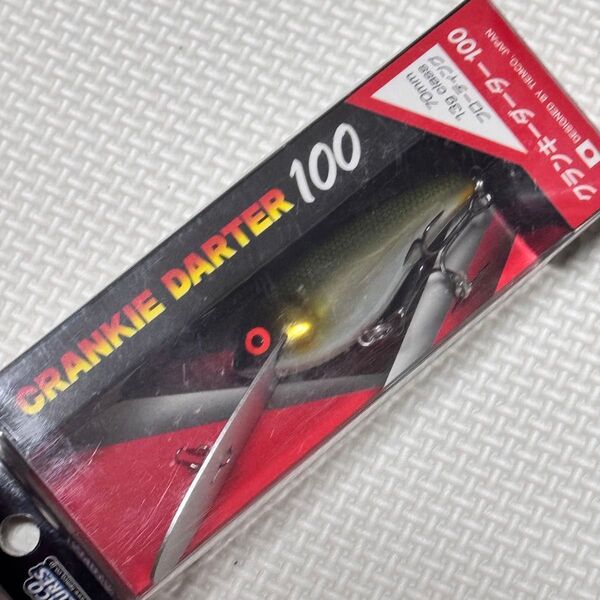 CRANKIE DARTER 100
クランキーダーター100
DESIGNED BY TIEMCO, JAPAN
70mm
13g class
フローティング